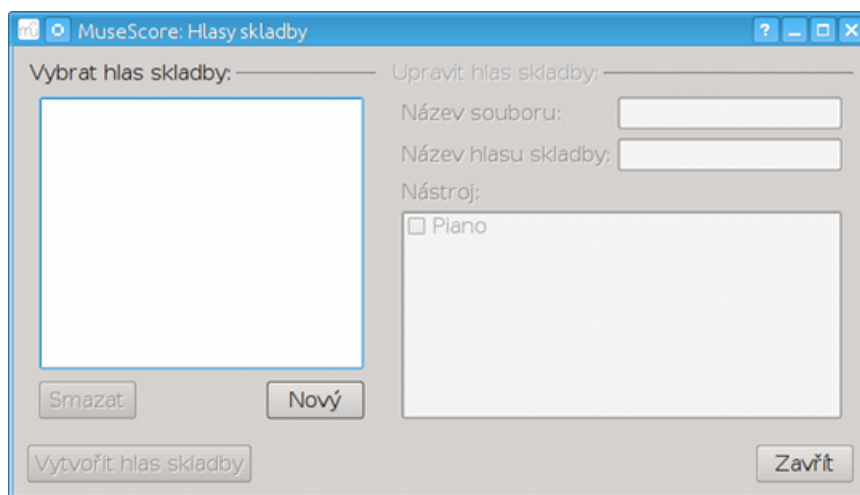 MuseScore: Hlasy skladby
Vybrat hlas skladby:
Smazat
Nový
Vytvořit hlas skladby
Upravit hlas skladby:
Název souboru:
Název hlasu skladby:
Nástroj:
Piano
Zavřít